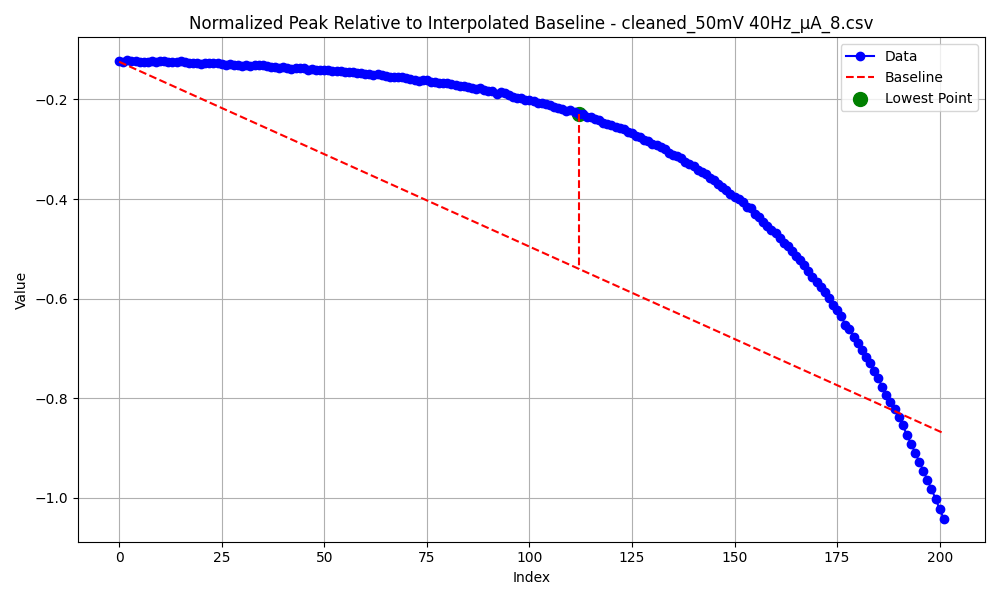 Normalized Peak Relative to Interpolated Baseline - cleaned_50mV 40Hz_μA_8.csv
Data
Baseline
Lowest Point
Value
−0.2
−0.4
−0.6
−0.8
−1.0
0 25 50 75 100 125 150 175 200
Index